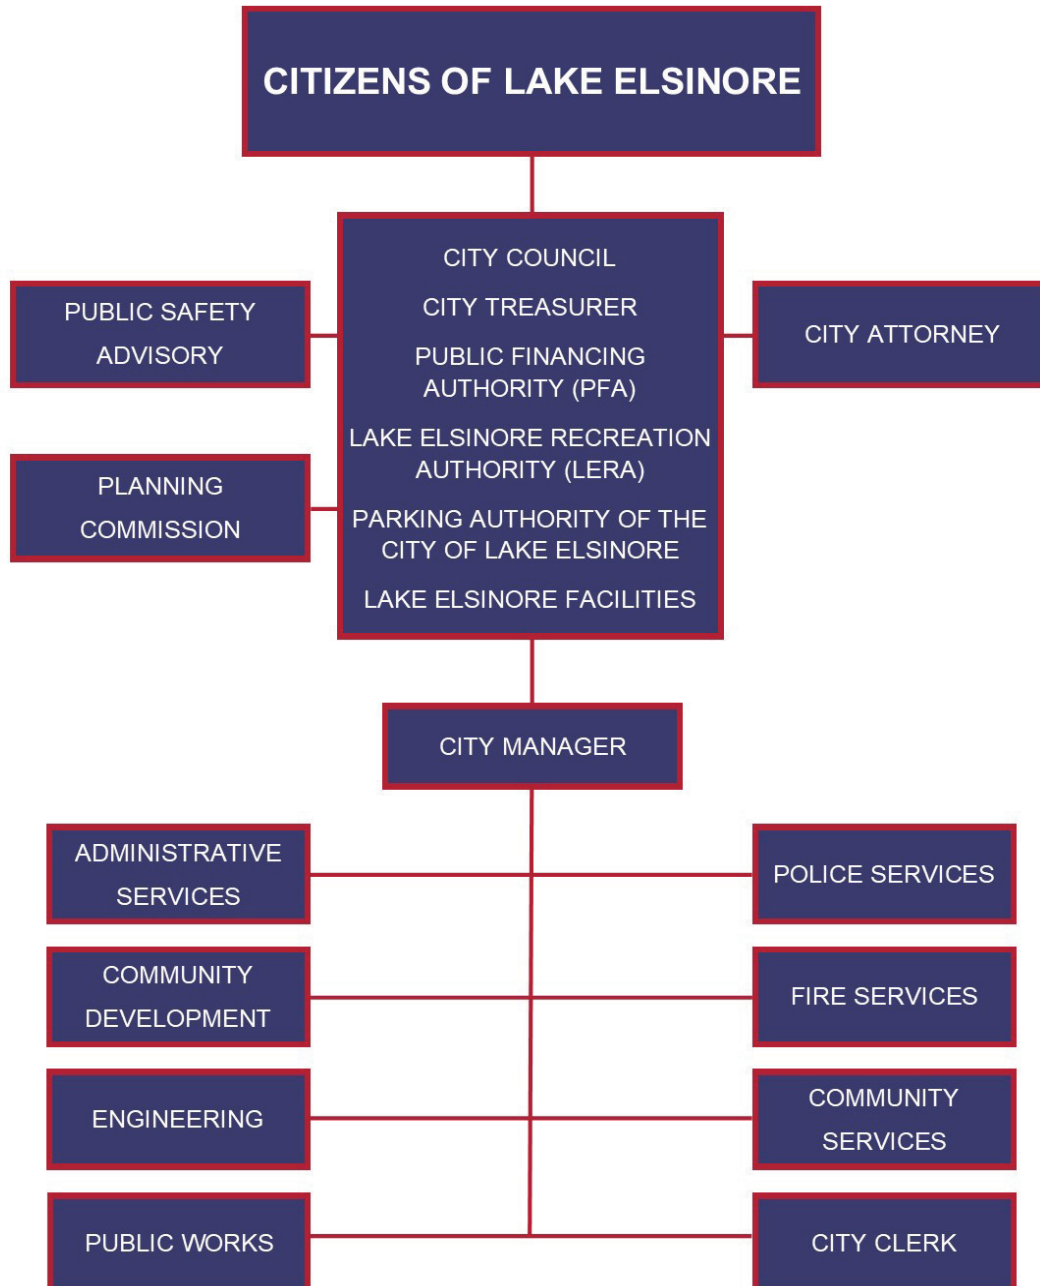 CITIZENS OF LAKE ELSINORE
CITY COUNCIL
CITY TREASURER
PUBLIC FINANCING
AUTHORITY (PFA)
LAKE ELSINORE RECREATION
AUTHORITY (LERA)
PARKING AUTHORITY OF THE
CITY OF LAKE ELSINORE
LAKE ELSINORE FACILITIES
PUBLIC SAFETY
ADVISORY
CITY ATTORNEY
PLANNING
COMMISSION
CITY MANAGER
ADMINISTRATIVE
SERVICES
POLICE SERVICES
COMMUNITY
DEVELOPMENT
FIRE SERVICES
ENGINEERING
COMMUNITY
SERVICES
PUBLIC WORKS
CITY CLERK